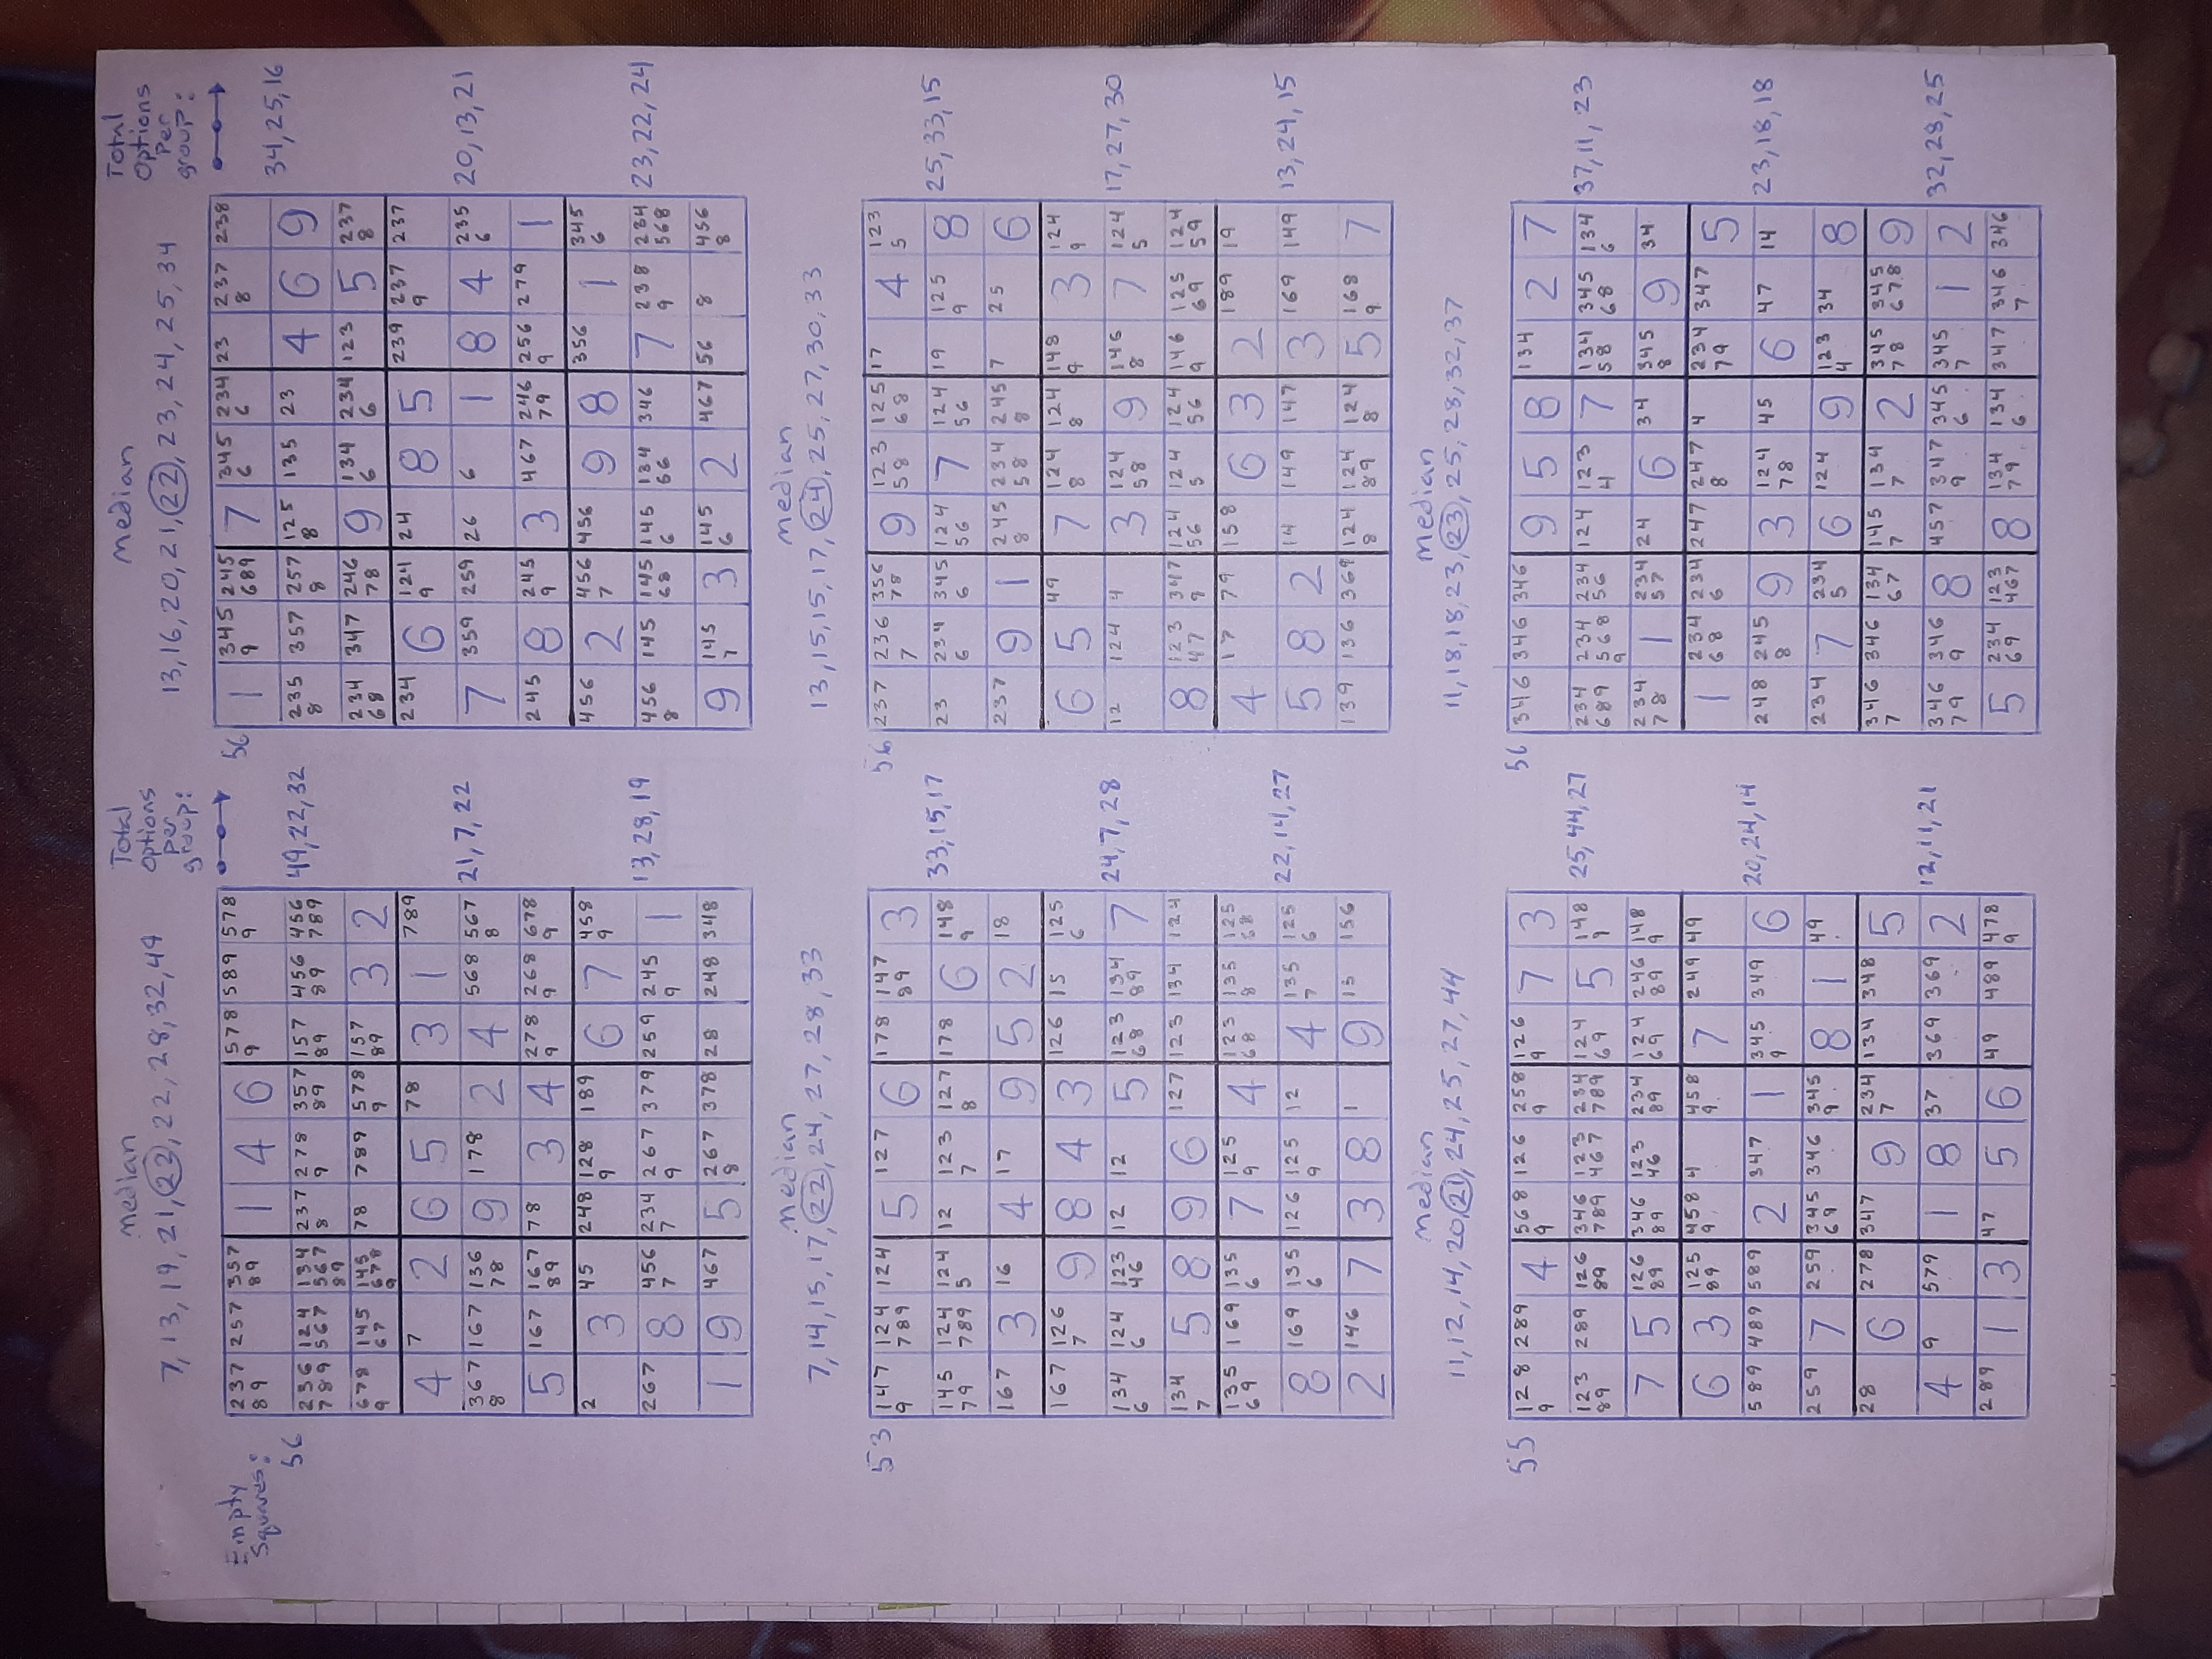 Median
7, 13, 19, 21, 22, 22, 28, 32, 49
Total Options per group:
Empty Squares:
56
23789 257 35789 1 4 6 5789 589 5789
236789 124567 13456789 2378 2789 35789 15789 45689 456789
49, 22, 32
6789 14567 1456789 78 789 5789 15789 3 2
4 7 2 6 5 78 3 1 789
3678 167 13678 9 178 2 4 568 5678
21, 7, 22
5 167 16789 78 3 4 2789 2689 6789
2 3 45 248 1289 189 6 7 4589
267 8 4567 2347 2679 379 259 2459 1
13, 28, 19
1 9 467 5 2678 378 28 248 348
Median
13, 16, 20, 21, 22, 23, 24, 25, 34
Total Options Per group:
56
1 3459 245689 7 3456 2346 23 2378 238
2358 357 2578 1258 135 23 4 6 9
34, 25, 16
23468 347 24678 9 1346 2346 123 5 2378
234 6 1249 24 8 5 239 2379 237
7 359 259 26 6 1 8 4 2356
20, 13, 21
245 8 2459 3 467 24679 2569 279 1
456 2 4567 456 9 8 356 1 3456
4568 145 14568 1456 13456 346 7 2389 234568
23, 22, 24
9 1457 3 1456 2 467 56 8 4568
Median
7, 14, 15, 17, 22, 24, 27, 28, 33
53
1479 124789 124 5 127 6 178 14789 3
14579 124789 1245 12 1237 1278 178 6 1489
33, 15, 17
167 3 16 4 17 9 5 2 18
167 1267 9 8 4 3 126 15 1256
1346 1246 12346 12 12 5 12368 13489 7
24, 7, 28
1347 5 8 9 6 127 123 134 124
13569 169 1356 7 1259 4 12368 1358 12568
8 169 1356 126 1259 12 4 1357 1256
22, 14, 27
2 146 7 3 8 1 9 15 156
Median
13, 15, 15, 17, 24, 25, 27, 30, 33
56
237 2367 35678 9 12358 12568 17 4 1235
23 2346 3456 12456 7 12456 19 1259 8
25, 33, 15
237 9 1 2458 23458 2458 7 25 6
6 5 49 7 1248 1248 1489 3 1249
12 124 4 3 12458 9 1468 7 1245
17, 27, 30
8 12347 3479 12456 1245 12456 1469 12569 12459
4 17 79 158 6 3 2 189 19
5 8 2 14 149 147 3 169 149
13, 24, 15
139 136 369 1248 12489 1248 5 1689 7
Median
11, 12, 14, 20, 21, 24, 25, 27, 44
55
1289 289 4 5689 126 2589 1269 7 3
12389 289 12689 346789 123467 234789 12469 5 1489
25, 44, 27
7 5 12689 34689 12346 23489 12469 24689 1489
6 3 12589 4589 4 4589 7 249 49
589 489 589 2 347 1 3459 349 6
20, 24, 14
259 7 259 34569 346 3459 8 1 49
28 6 278 347 9 2347 134 348 5
4 9 579 1 8 37 369 369 2
12, 11, 21
289 1 3 47 5 6 49 489 4789
Median
11, 18, 18, 23, 23, 25, 28, 32, 37
56
346 346 346 9 5 8 134 2 7
234689 2345689 23456 124 1234 7 13458 34568 1346
37, 11, 23
23478 1 23457 24 6 34 3458 9 34
1 23468 2346 247 2478 4 23479 347 5
248 2458 9 3 12478 45 6 47 14
23, 18, 18
234 7 2345 6 124 9 1234 34 8
3467 346 13467 1457 1347 2 34578 345678 9
34679 3469 8 457 3479 3456 3457 1 2
32, 28, 25
5 23469 123467 8 13479 1346 347 3467 346